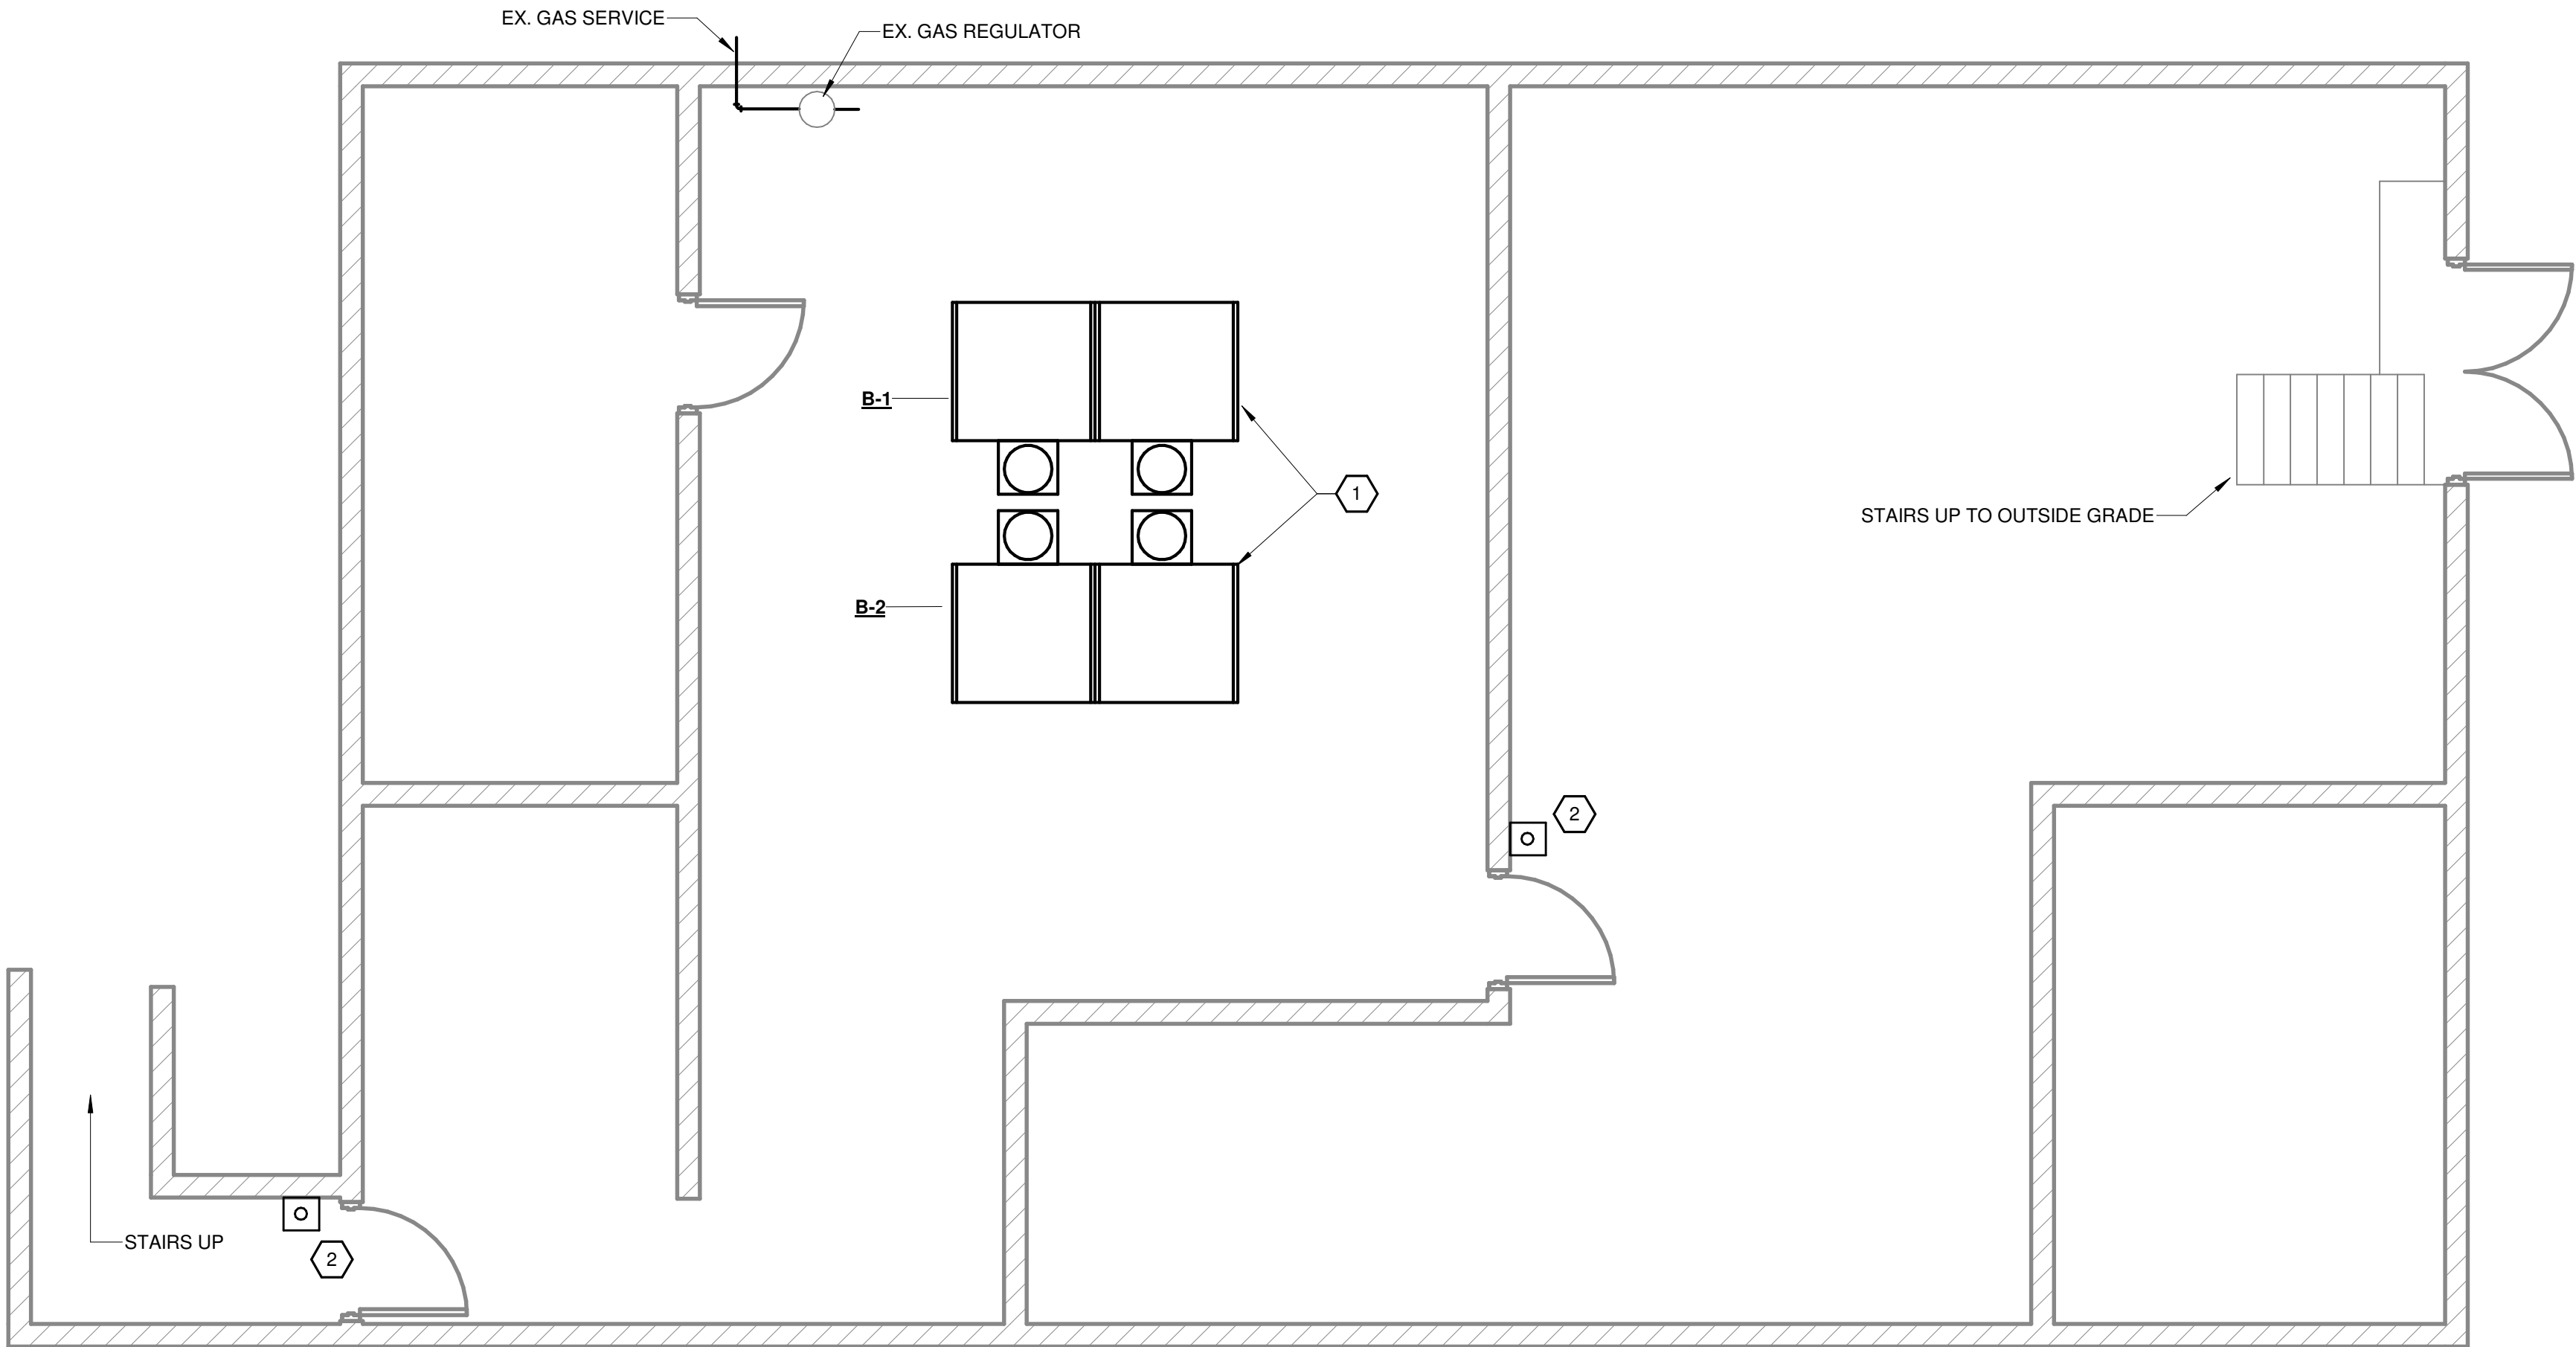 EX. GAS SERVICE
EX. GAS REGULATOR
B-1
1
STAIRS UP TO OUTSIDE GRADE
B-2
2
STAIRS UP
2